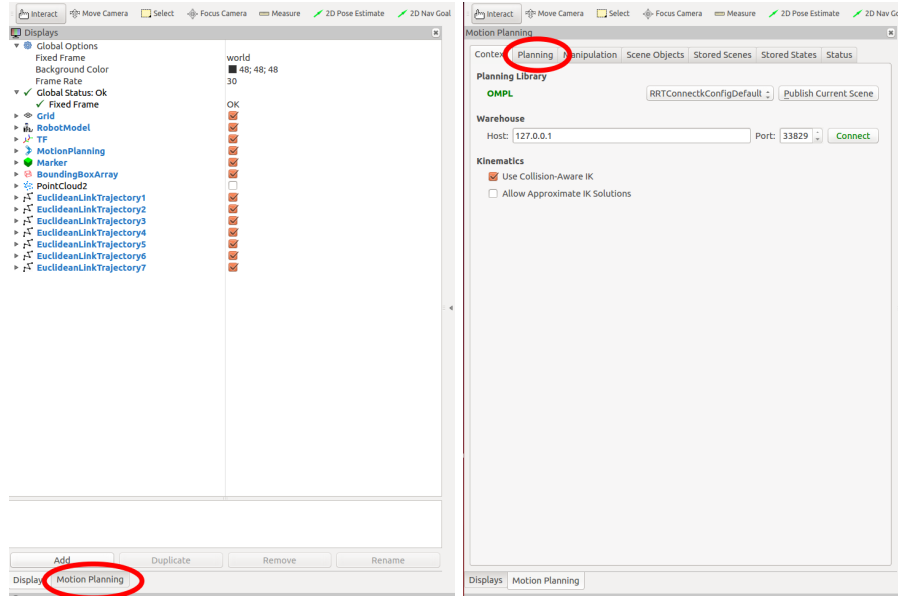 Interact Move Camera Select Focus Camera Measure 2D Pose Estimate 2D Nav Goal
Displays
Global Options
Fixed Frame world
Background Color 48; 48; 48
Frame Rate 30
Global Status: Ok
Fixed Frame OK
Grid
RobotModel
TF
MotionPlanning
Marker
BoundingBoxArray
PointCloud2
EuclideanLinkTrajectory1
EuclideanLinkTrajectory2
EuclideanLinkTrajectory3
EuclideanLinkTrajectory4
EuclideanLinkTrajectory5
EuclideanLinkTrajectory6
EuclideanLinkTrajectory7
Add Duplicate Remove Rename
Display Motion Planning
Interact Move Camera Select Focus Camera Measure 2D Pose Estimate 2D Nav Go
Motion Planning
Context Planning Manipulation Scene Objects Stored Scenes Stored States Status
Planning Library
OMPL RRTConnectkConfigDefault Publish Current Scene
Warehouse
Host: 127.0.0.1 Port: 33829 Connect
Kinematics
Use Collision-Aware IK
Allow Approximate IK Solutions
Displays Motion Planning